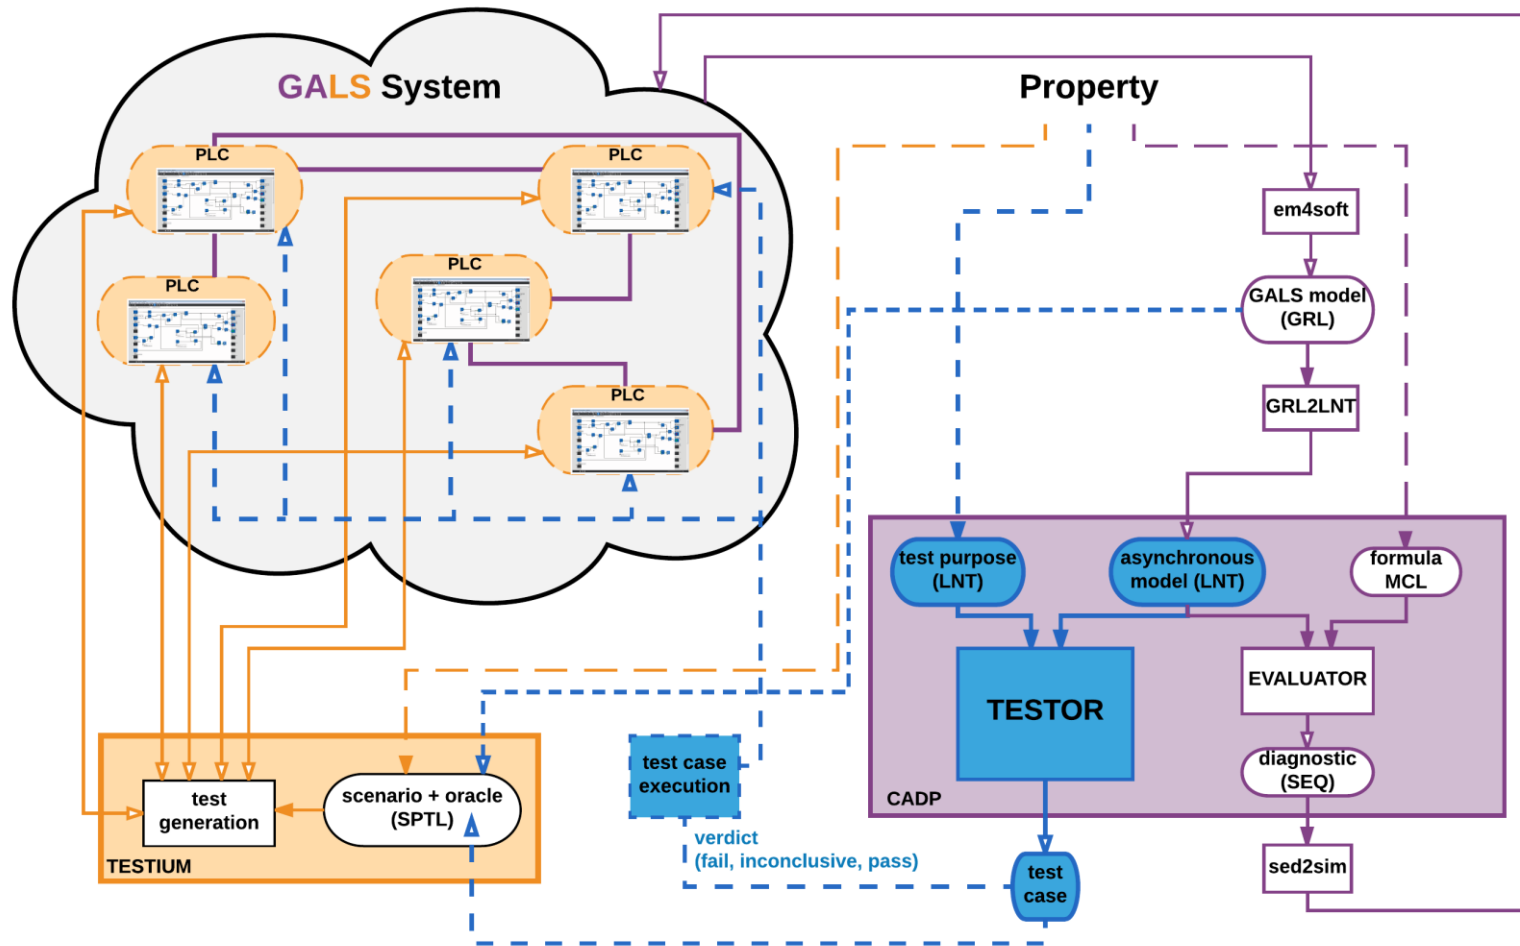 GALS System
Property
PLC
PLC
PLC
PLC
PLC
em4soft
GALS model
(GRL)
GRL2LNT
test purpose
(LNT)
asynchronous
model (LNT)
formula
MCL
TESTOR
EVALUATOR
diagnostic
(SEQ)
CADP
sed2sim
test case
execution
verdict
(fail, inconclusive, pass)
test
case
test
generation
scenario + oracle
(SPTL)
TESTIUM